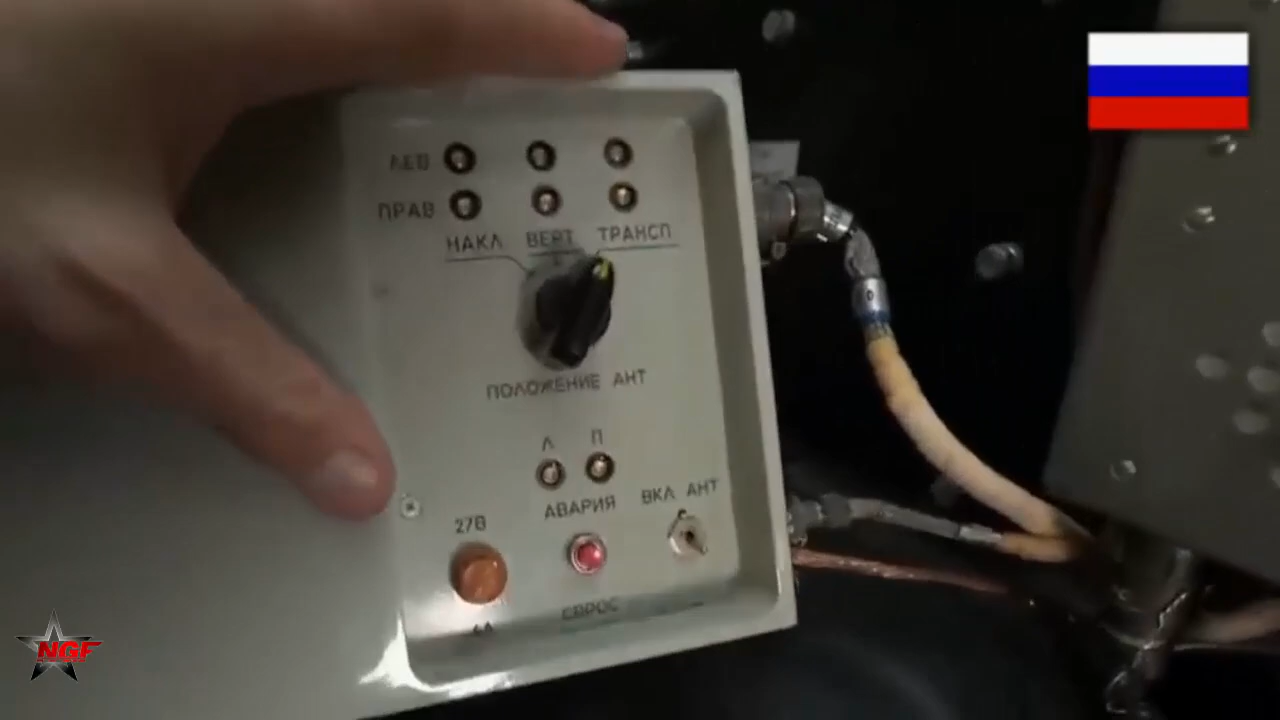 ЛЕВ
ПРАВ
НАКЛ ВЕРТ ТРАНСП
ПОЛОЖЕНИЕ АНТ
Л П
27В АВАРИЯ ВКЛ АНТ
СБРОС
NGF